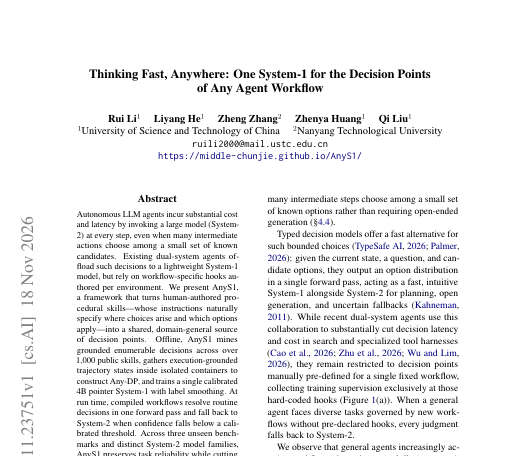 Thinking Fast, Anywhere: One System-1 for the Decision Points
of Any Agent Workflow
Rui Li1 Liyang He1 Zheng Zhang2 Zhenya Huang1 Qi Liu1
1University of Science and Technology of China 2Nanyang Technological University
ruili2000@mail.ustc.edu.cn
https://middle-chunjie.github.io/AnyS1/
11.23751v1 [cs.AI] 18 Nov 2026
Abstract
Autonomous LLM agents incur substantial cost
and latency by invoking a large model (System-
2) at every step, even when many intermediate
actions choose among a small set of known
candidates. Existing dual-system agents of-
fload such decisions to a lightweight System-1
model, but rely on workflow-specific hooks au-
thored per environment. We present AnyS1,
a framework that turns human-authored pro-
cedural skills—whose instructions naturally
specify where choices arise and which options
apply—into a shared, domain-general source
of decision points. Offline, AnyS1 mines
grounded enumerable decisions across over
1,000 public skills, gathers execution-grounded
trajectory states inside isolated containers to
construct Any-DP, and trains a single calibrated
4B pointer System-1 with label smoothing. At
run time, compiled workflows resolve routine
decisions in one forward pass and fall back to
System-2 when confidence falls below a cali-
brated threshold. Across three unseen bench-
marks and distinct System-2 model families,
AnyS1 preserves task reliability while cutting
many intermediate steps choose among a small set
of known options rather than requiring open-ended
generation (§4.4).
Typed decision models offer a fast alternative for
such bounded choices (TypeSafe AI, 2026; Palmer,
2026): given the current state, a question, and can-
didate options, they output an option distribution
in a single forward pass, acting as a fast, intuitive
System-1 alongside System-2 for planning, open
generation, and uncertain fallbacks (Kahneman,
2011). While recent dual-agent systems use this
collaboration to substantially cut decision latency
and cost in search and specialized tool harnesses
(Cao et al., 2026; Zhu et al., 2026; Wu and Lim,
2026), they remain restricted to decision points
manually pre-defined for a single fixed workflow,
collecting training supervision exclusively at those
hard-coded hooks (Figure 1(a)). When a general
agent faces diverse tasks governed by new work-
flows without pre-declared hooks, every judgment
falls back to System-2.
We observe that general agents increasingly ac-